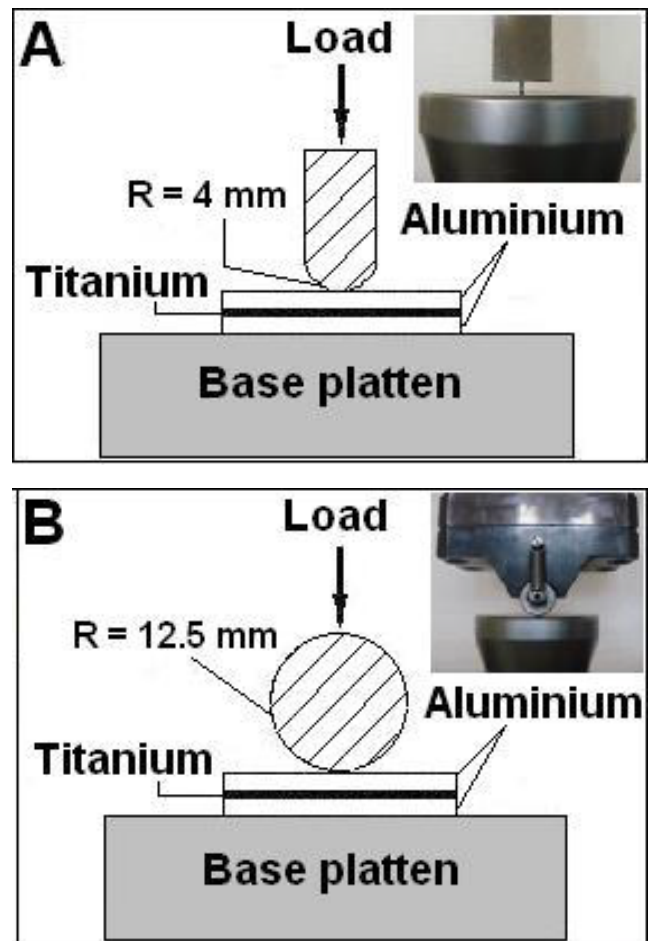 A
Load
R = 4 mm
Aluminium
Titanium
Base platten
B
Load
R = 12.5 mm
Aluminium
Titanium
Base platten